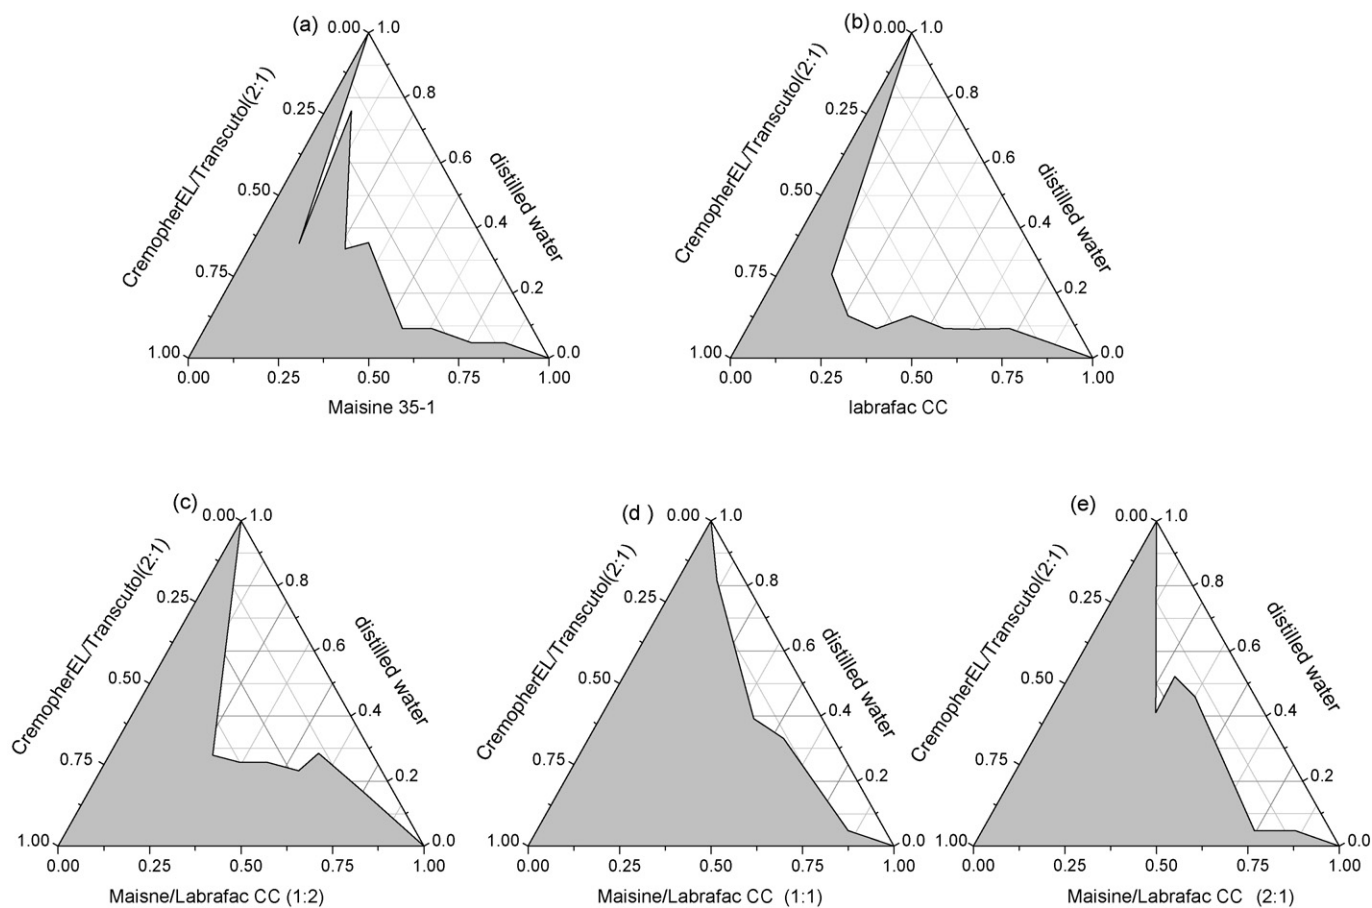 (a)
0.00 1.0
0.25 0.8
0.50 0.6
0.75 0.4
1.00 0.2
0.0
0.00 0.25 0.50 0.75 1.00
CremopherEL/Transcutol(2:1)
distilled water
Maisine 35-1
(b)
0.00 1.0
0.25 0.8
0.50 0.6
0.75 0.4
1.00 0.2
0.0
0.00 0.25 0.50 0.75 1.00
CremopherEL/Transcutol(2:1)
distilled water
labrafac CC
(c)
0.00 1.0
0.25 0.8
0.50 0.6
0.75 0.4
1.00 0.2
0.0
0.00 0.25 0.50 0.75 1.00
CremopherEL/Transcutol(2:1)
distilled water
Maisne/Labrafac CC (1:2)
(d )
0.00 1.0
0.25 0.8
0.50 0.6
0.75 0.4
1.00 0.2
0.0
0.00 0.25 0.50 0.75 1.00
CremopherEL/Transcutol(2:1)
distilled water
Maisine/Labrafac CC (1:1)
(e)
0.00 1.0
0.25 0.8
0.50 0.6
0.75 0.4
1.00 0.2
0.0
0.00 0.25 0.50 0.75 1.00
CremopherEL/Transcutol(2:1)
distilled water
Maisine/Labrafac CC (2:1)